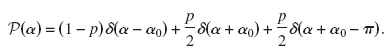 𝒫(α) = (1 − p) δ(α − α₀) + p/2 δ(α + α₀) + p/2 δ(α + α₀ − π).